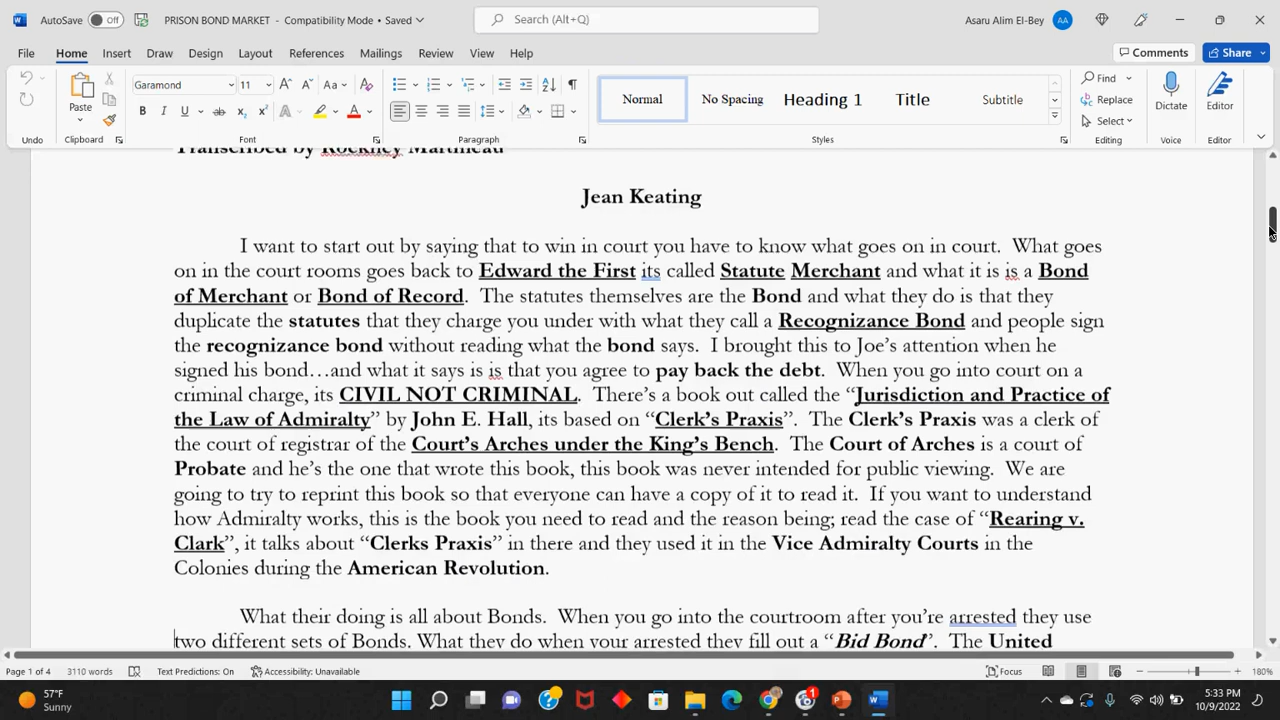 AutoSave Off PRISON BOND MARKET - Compatibility Mode • Saved Search (Alt+Q) Asaru Alim El-Bey AA
File Home Insert Draw Design Layout References Mailings Review View Help Comments Share
Paste Garamond 11 Normal No Spacing Heading 1 Title Subtitle Find Replace Select Dictate Editor
Undo Clipboard Font Paragraph Styles Editing Voice Editor
Transcribed by Rockney Martineau
Jean Keating
I want to start out by saying that to win in court you have to know what goes on in court. What goes
on in the court rooms goes back to Edward the First its called Statute Merchant and what it is is a Bond
of Merchant or Bond of Record. The statutes themselves are the Bond and what they do is that they
duplicate the statutes that they charge you under with what they call a Recognizance Bond and people sign
the recognizance bond without reading what the bond says. I brought this to Joe's attention when he
signed his bond…and what it says is is that you agree to pay back the debt. When you go into court on a
criminal charge, its CIVIL NOT CRIMINAL. There's a book out called the “Jurisdiction and Practice of
the Law of Admiralty” by John E. Hall, its based on “Clerk's Praxis”. The Clerk's Praxis was a clerk of
the court of registrar of the Court's Arches under the King's Bench. The Court of Arches is a court of
Probate and he's the one that wrote this book, this book was never intended for public viewing. We are
going to try to reprint this book so that everyone can have a copy of it to read it. If you want to understand
how Admiralty works, this is the book you need to read and the reason being; read the case of “Rearing v.
Clark”, it talks about “Clerks Praxis” in there and they used it in the Vice Admiralty Courts in the
Colonies during the American Revolution.
What their doing is all about Bonds. When you go into the courtroom after you're arrested they use
two different sets of Bonds. What they do when your arrested they fill out a “Bid Bond”. The United
Page 1 of 4 3110 words Text Predictions: On Accessibility: Unavailable Focus 180%
57°F
Sunny
5:33 PM
10/9/2022